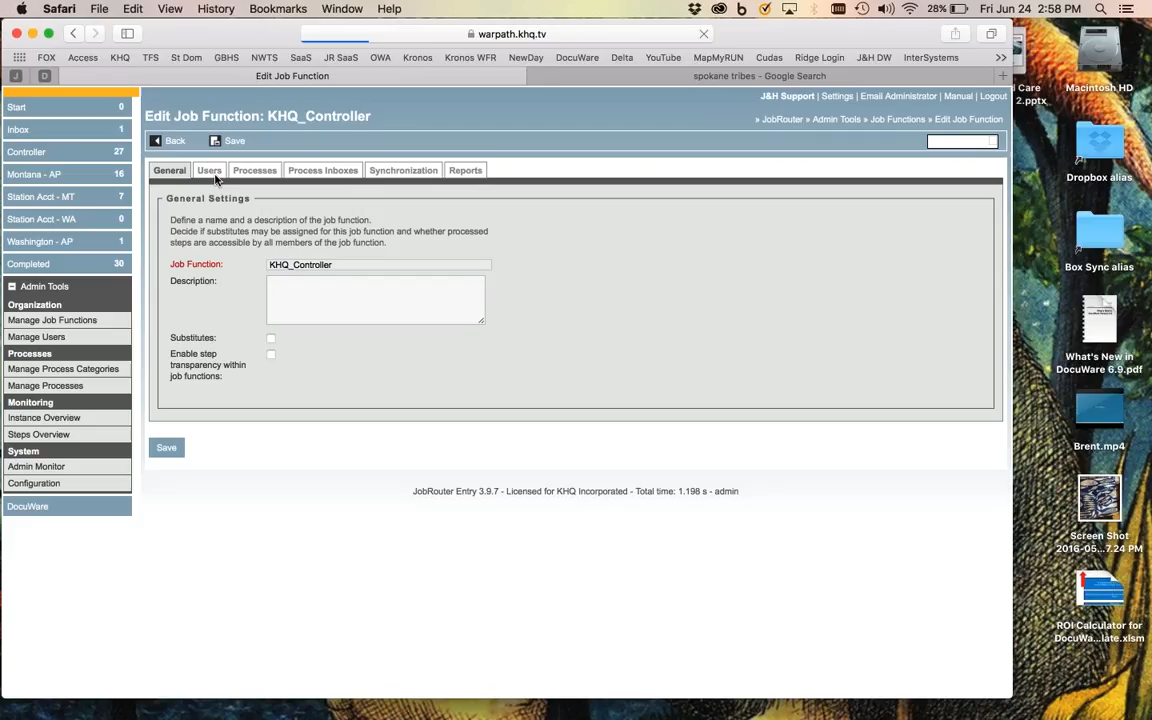 Safari File Edit View History Bookmarks Window Help 28% Fri Jun 24 2:58 PM
warpath.khq.tv
FOX Access KHQ TFS St Dom GBHS NWTS SaaS JR SaaS OWA Kronos Kronos WFR NewDay DocuWare Delta YouTube MapMyRUN Cudas Ridge Login J&H DW InterSystems
J D Edit Job Function spokane tribes - Google Search
J&H Support | Settings | Email Administrator | Manual | Logout
Edit Job Function: KHQ_Controller
» JobRouter » Admin Tools » Job Functions » Edit Job Function
Back Save
General Users Processes Process Inboxes Synchronization Reports
General Settings
Define a name and a description of the job function.
Decide if substitutes may be assigned for this job function and whether processed
steps are accessible by all members of the job function.
Job Function: KHQ_Controller
Description:
Substitutes:
Enable step
transparency within
job functions:
Save
JobRouter Entry 3.9.7 - Licensed for KHQ Incorporated - Total time: 1.198 s - admin
Start 0
Inbox 1
Controller 27
Montana - AP 16
Station Acct - MT 7
Station Acct - WA 0
Washington - AP 1
Completed 30
Admin Tools
Organization
Manage Job Functions
Manage Users
Processes
Manage Process Categories
Manage Processes
Monitoring
Instance Overview
Steps Overview
System
Admin Monitor
Configuration
DocuWare
Care
2.pptx
Macintosh HD
Dropbox alias
Box Sync alias
What's New in
DocuWare 6.9.pdf
Brent.mp4
Screen Shot
2016-05...7.24 PM
ROI Calculator for
DocuWa...late.xlsm